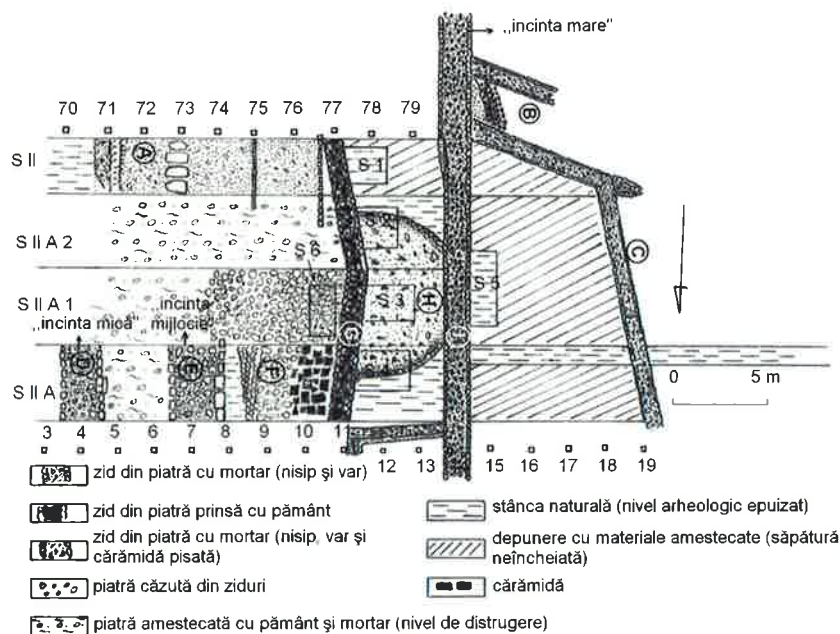 „incinta mare”
70 71 72 73 74 75 76 77 78 79
B
S II
A
S 1
S II A 2
S 6
C
S II A 1
S 3
H
S 5
„incinta mică” incinta
mijlocie”
G
D
E
F
S II A
0 5 m
3 4 5 6 7 8 9 10 11 12 13 15 16 17 18 19
zid din piatră cu mortar (nisip și var)
zid din piatră prinsă cu pământ
zid din piatră cu mortar (nisip, var și
cărămidă pisată)
piatră căzută din ziduri
piatră amestecată cu pământ și mortar (nivel de distrugere)
stânca naturală (nivel arheologic epuizat)
depunere cu materiale amestecate (săpătură
neîncheiată)
cărămidă